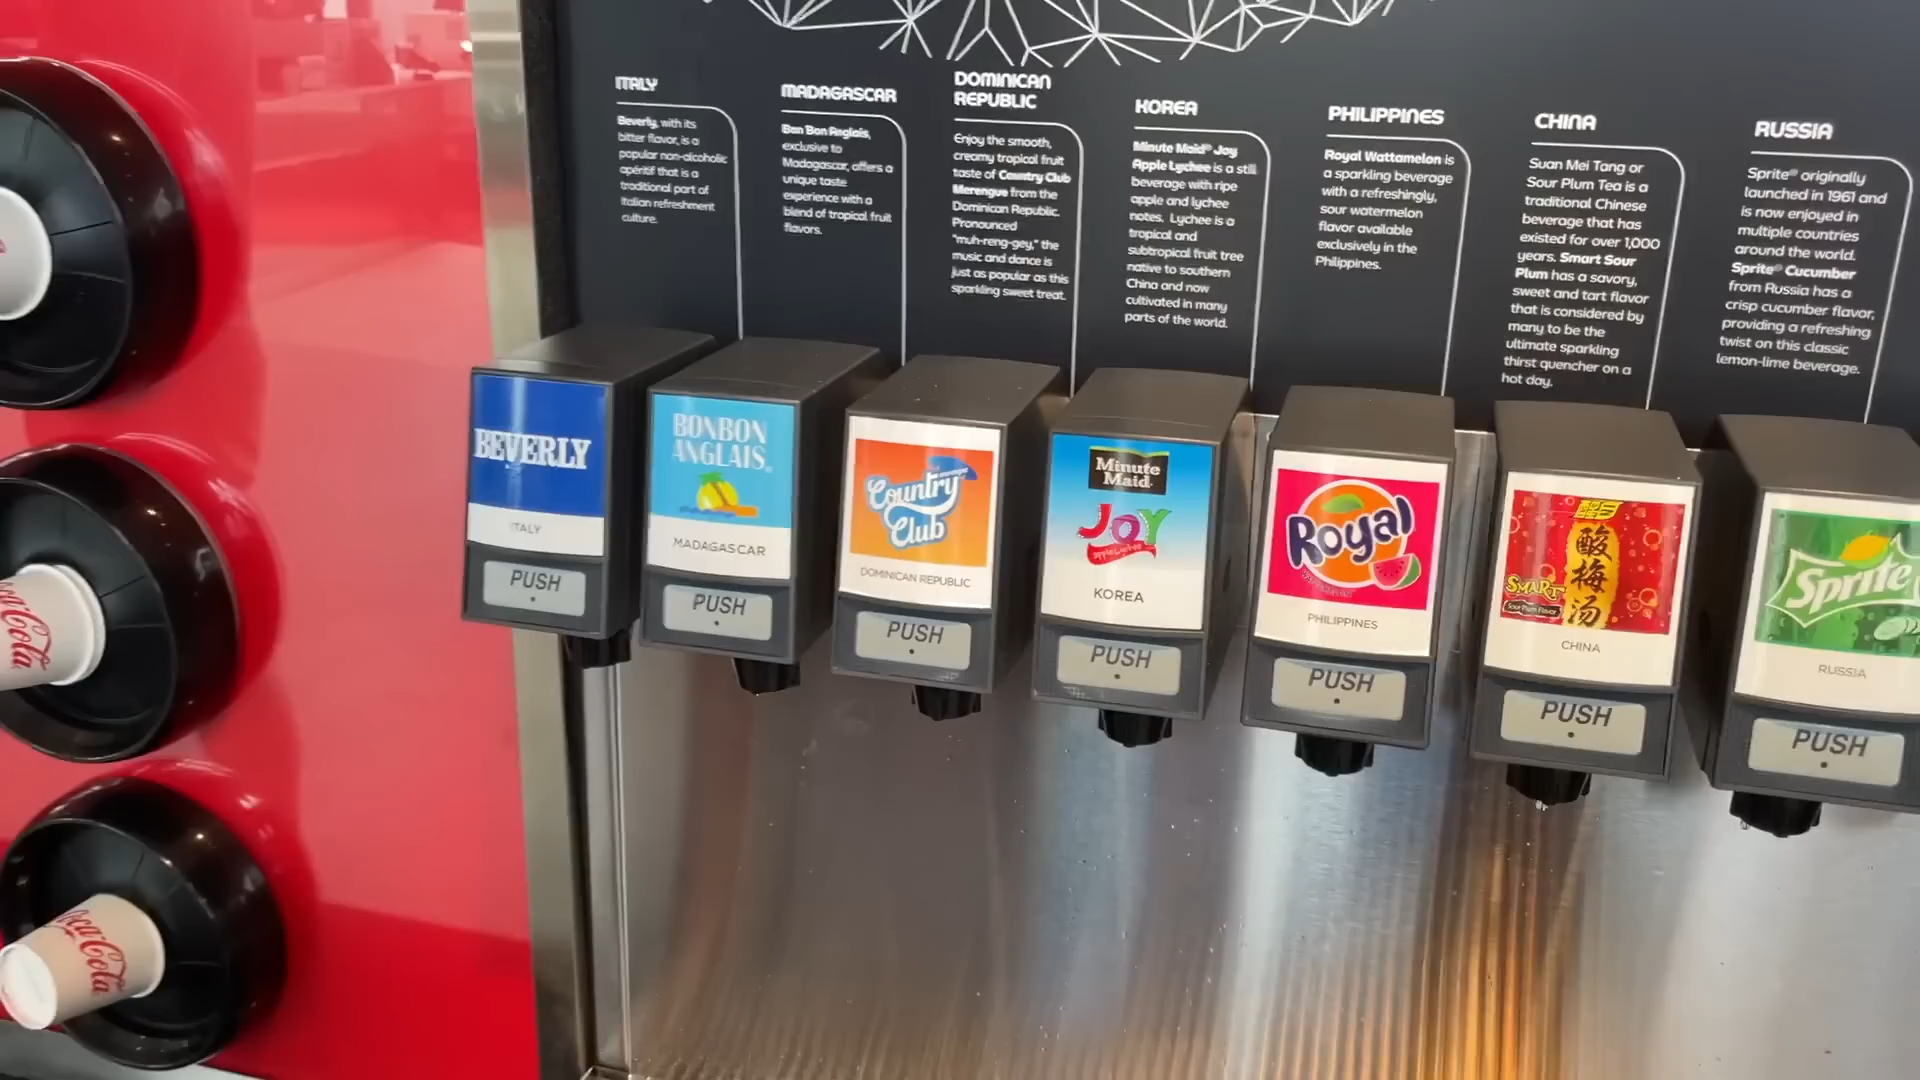 ITALY
Beverly, with its
bitter flavor, is a
popular non-alcoholic
apéritif that is a
traditional part of
Italian refreshment
culture.
MADAGASCAR
Bon Bon Anglais,
exclusive to
Madagascar, offers a
unique taste
experience with a
blend of tropical fruit
flavors.
DOMINICAN
REPUBLIC
Enjoy the smooth,
creamy tropical fruit
taste of Country Club
Merengue from the
Dominican Republic.
Pronounced
"muh-reng-gey," the
music and dance is
just as popular as this
sparkling sweet treat.
KOREA
Minute Maid® Joy
Apple Lychee is a still
beverage with ripe
apple and lychee
notes. Lychee is a
tropical and
subtropical fruit tree
native to southern
China and now
cultivated in many
parts of the world.
PHILIPPINES
Royal Wattamelon is
a sparkling beverage
with a refreshingly,
sour watermelon
flavor available
exclusively in the
Philippines.
CHINA
Suan Mei Tang or
Sour Plum Tea is a
traditional Chinese
beverage that has
existed for over 1,000
years. Smart Sour
Plum has a savory,
sweet and tart flavor
that is considered by
many to be the
ultimate sparkling
thirst quencher on a
hot day.
RUSSIA
Sprite® originally
launched in 1961 and
is now enjoyed in
multiple countries
around the world.
Sprite® Cucumber
from Russia has a
crisp cucumber flavor,
providing a refreshing
twist on this classic
lemon-lime beverage.
BEVERLY
ITALY
PUSH
BONBON
ANGLAIS
MADAGASCAR
PUSH
Country
Club
DOMINICAN REPUBLIC
PUSH
Minute
Maid
JOY
Apple Lychee
KOREA
PUSH
Royal
PHILIPPINES
PUSH
醒目
酸梅汤
SMART
Sour Plum Flavor
CHINA
PUSH
Sprite
RUSSIA
PUSH
Coca-Cola
Coca-Cola